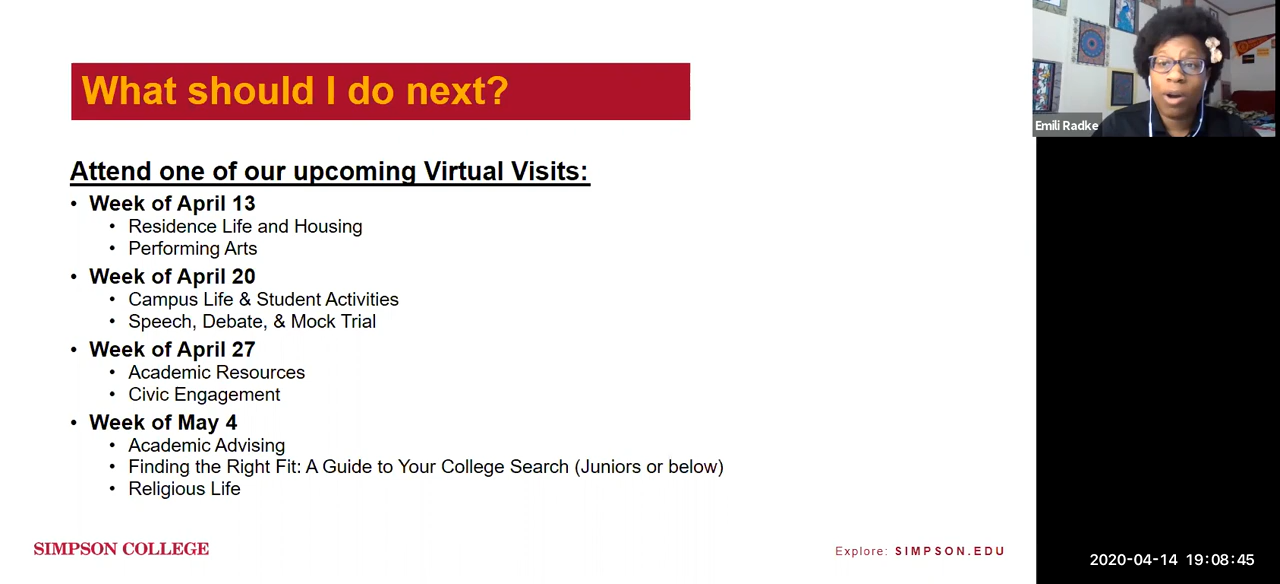 What should I do next?
Emili Radke
Attend one of our upcoming Virtual Visits:
• Week of April 13
• Residence Life and Housing
• Performing Arts
• Week of April 20
• Campus Life & Student Activities
• Speech, Debate, & Mock Trial
• Week of April 27
• Academic Resources
• Civic Engagement
• Week of May 4
• Academic Advising
• Finding the Right Fit: A Guide to Your College Search (Juniors or below)
• Religious Life
SIMPSON COLLEGE
Explore: SIMPSON.EDU
2020-04-14 19:08:45